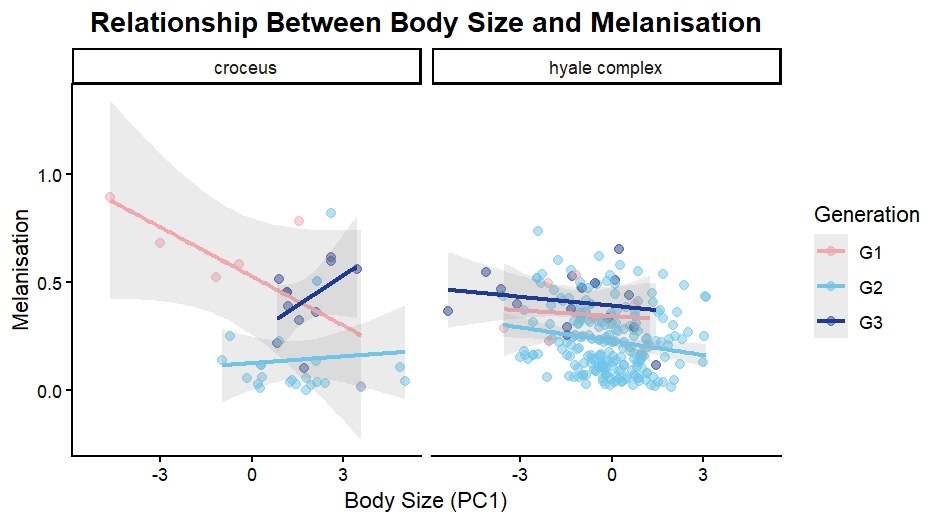 Relationship Between Body Size and Melanisation
croceus
hyale complex
Melanisation
1.0
0.5
0.0
-3 0 3
-3 0 3
Body Size (PC1)
Generation
G1
G2
G3